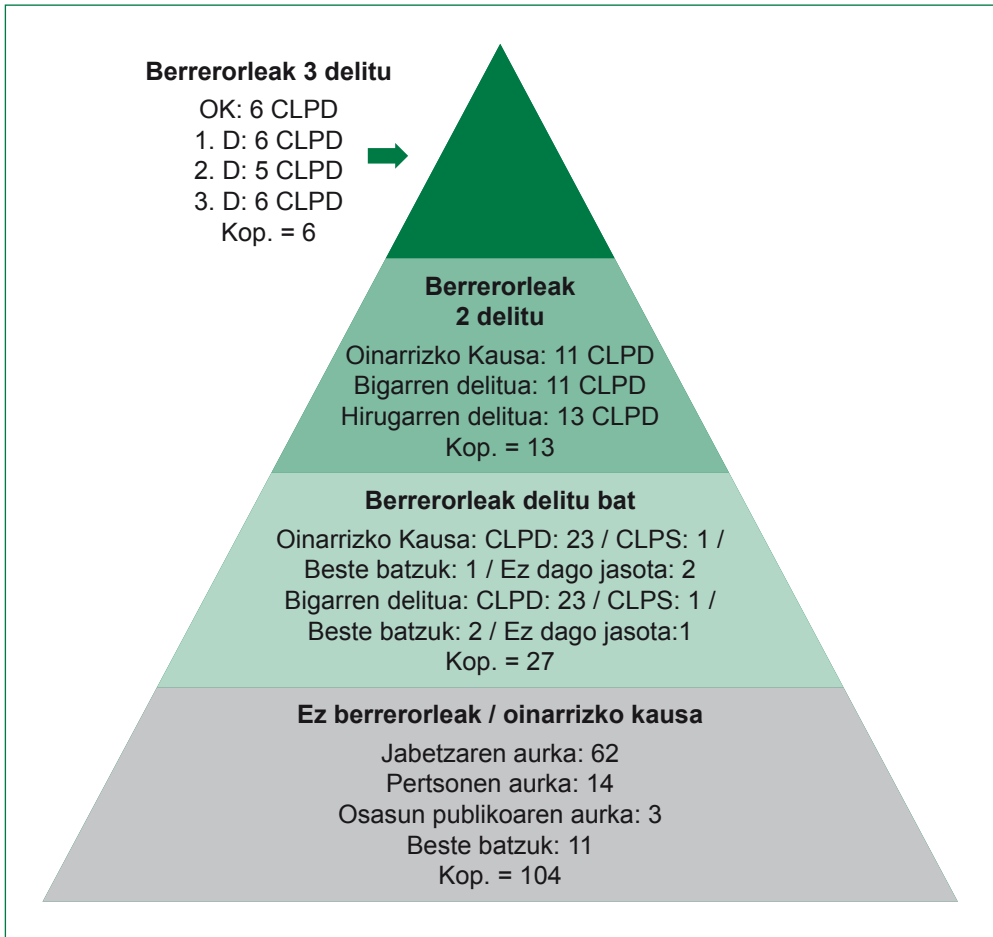 Berrerorleak 3 delitu
OK: 6 CLPD
1. D: 6 CLPD
2. D: 5 CLPD
3. D: 6 CLPD
Kop. = 6
Berrerorleak
2 delitu
Oinarrizko Kausa: 11 CLPD
Bigarren delitua: 11 CLPD
Hirugarren delitua: 13 CLPD
Kop. = 13
Berrerorleak delitu bat
Oinarrizko Kausa: CLPD: 23 / CLPS: 1 /
Beste batzuk: 1 / Ez dago jasota: 2
Bigarren delitua: CLPD: 23 / CLPS: 1 /
Beste batzuk: 2 / Ez dago jasota:1
Kop. = 27
Ez berrerorleak / oinarrizko kausa
Jabetzaren aurka: 62
Pertsonen aurka: 14
Osasun publikoaren aurka: 3
Beste batzuk: 11
Kop. = 104